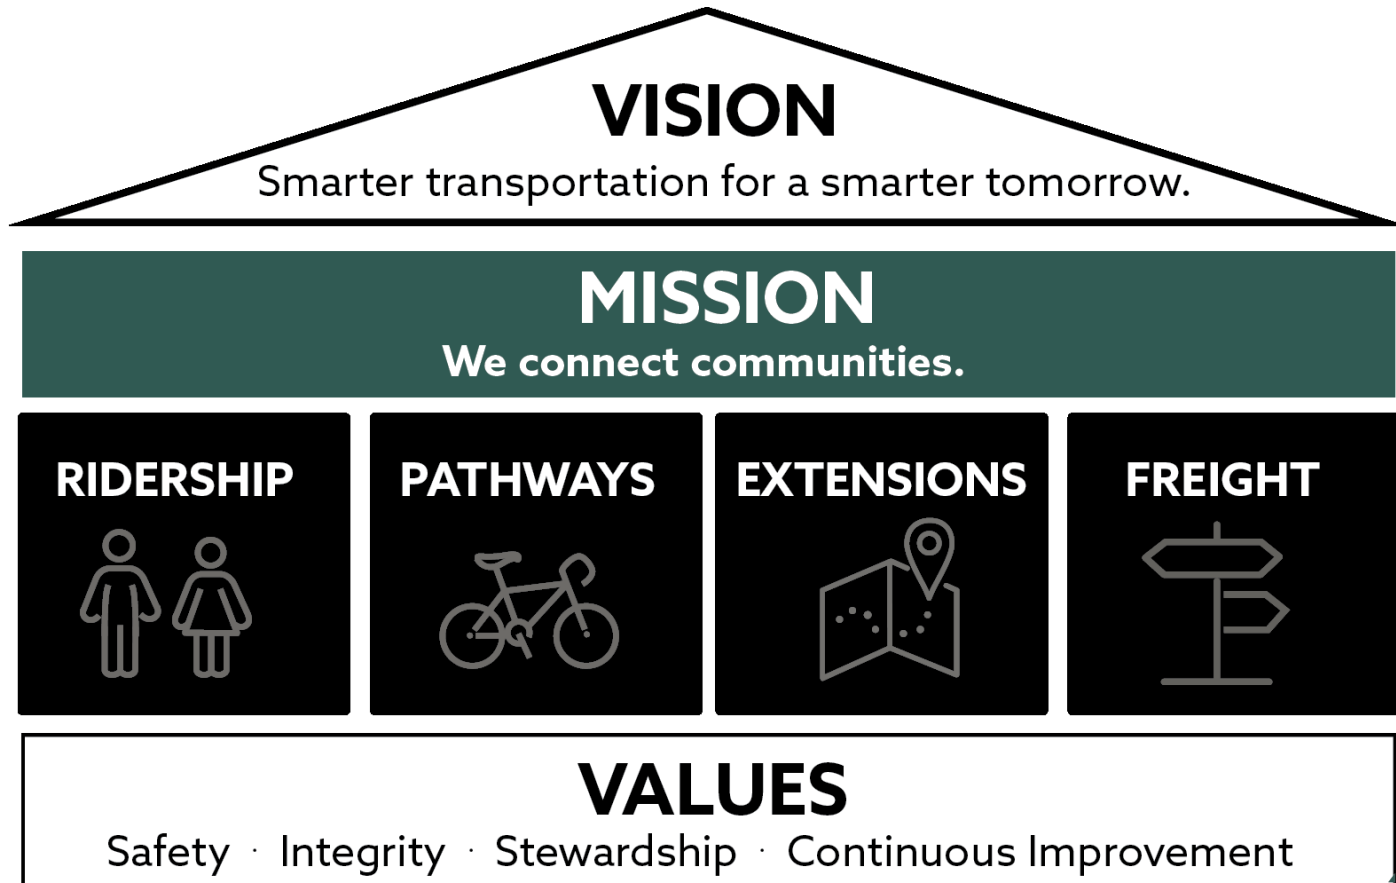 VISION
Smarter transportation for a smarter tomorrow.
MISSION
We connect communities.
RIDERSHIP
PATHWAYS
EXTENSIONS
FREIGHT
VALUES
Safety · Integrity · Stewardship · Continuous Improvement